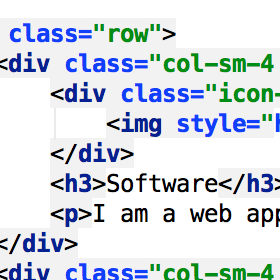 class="row">
<div class="col-sm-4
<div class="icon-
<img style="h
</div>
<h3>Software</h3>
<p>I am a web app
</div>
<div class="col-sm-4